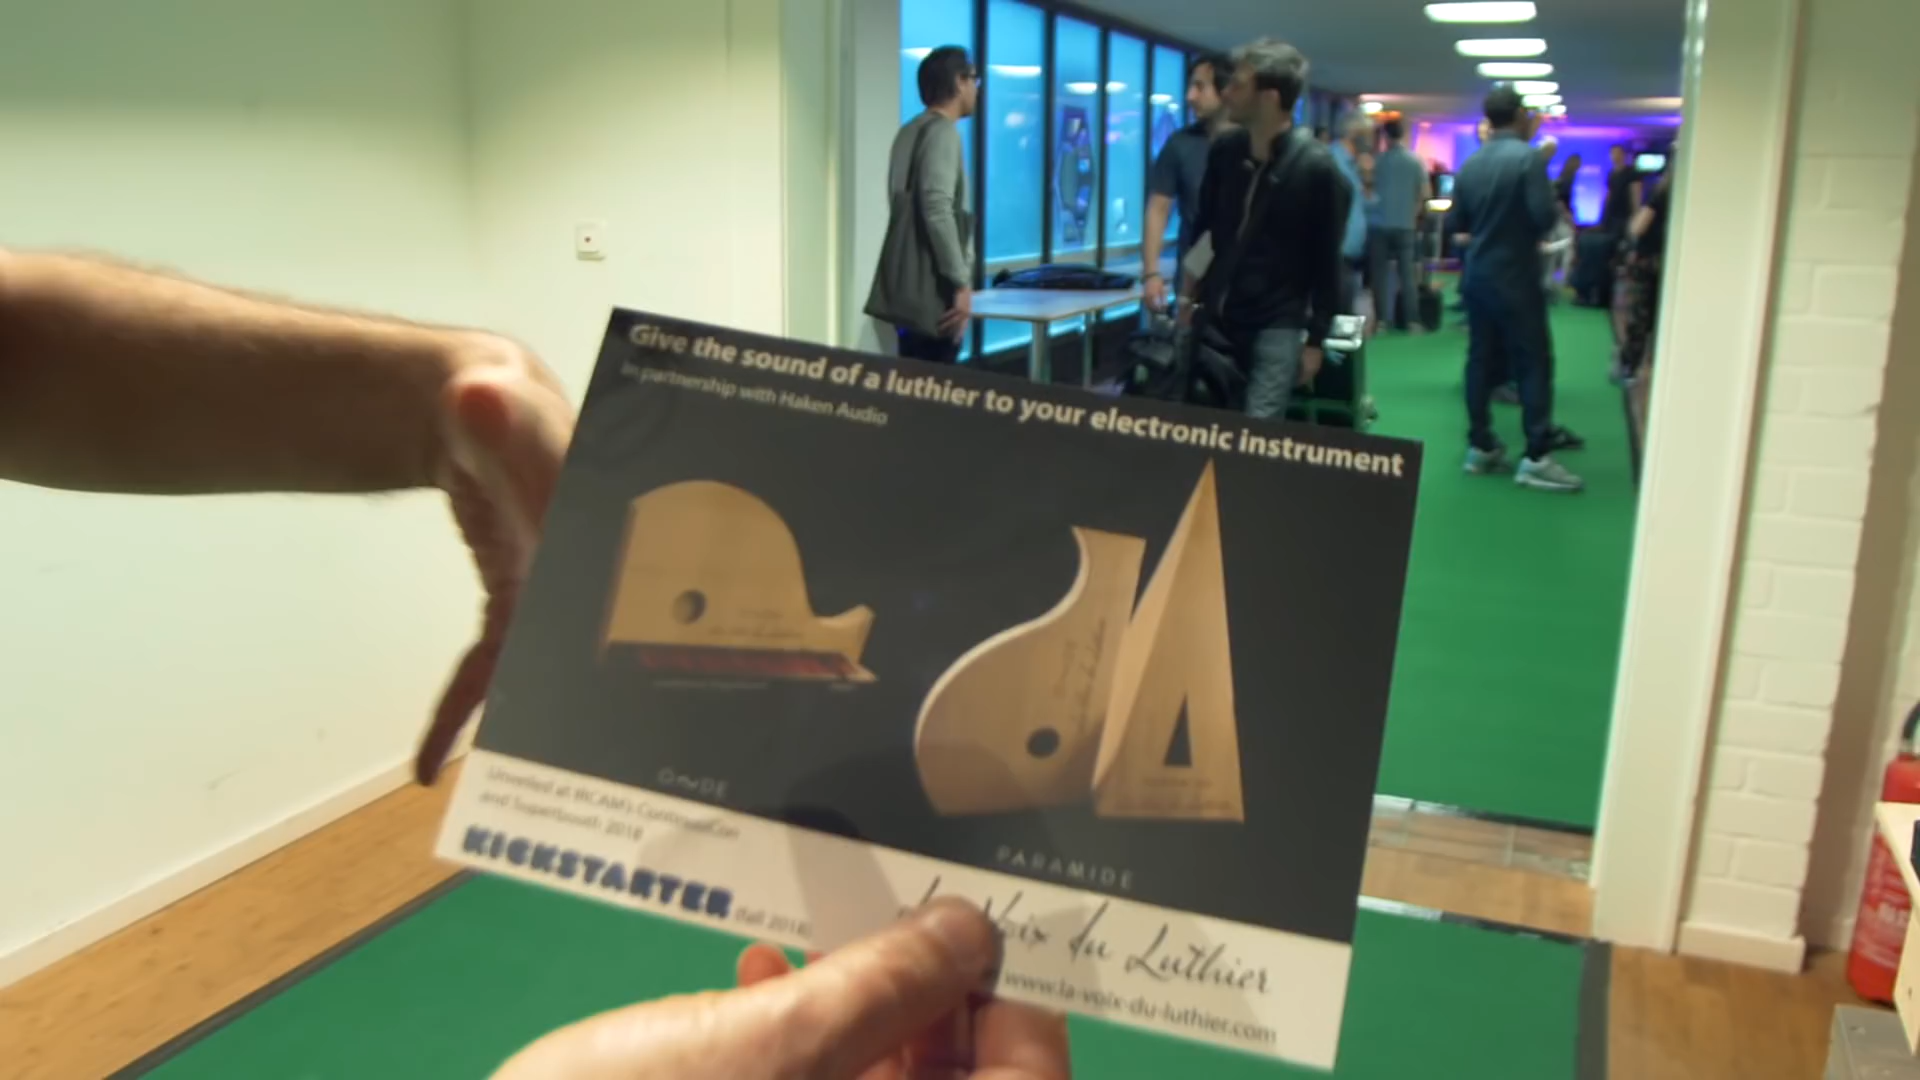 Give the sound of a luthier to your electronic instrument
In partnership with Haken Audio
ONDE
PARAMIDE
Unveiled at IRCAM's Continuucon
and Superbooth 2018
KICKSTARTER (fall 2018)
La Voix du Luthier
www.la-voix-du-luthier.com